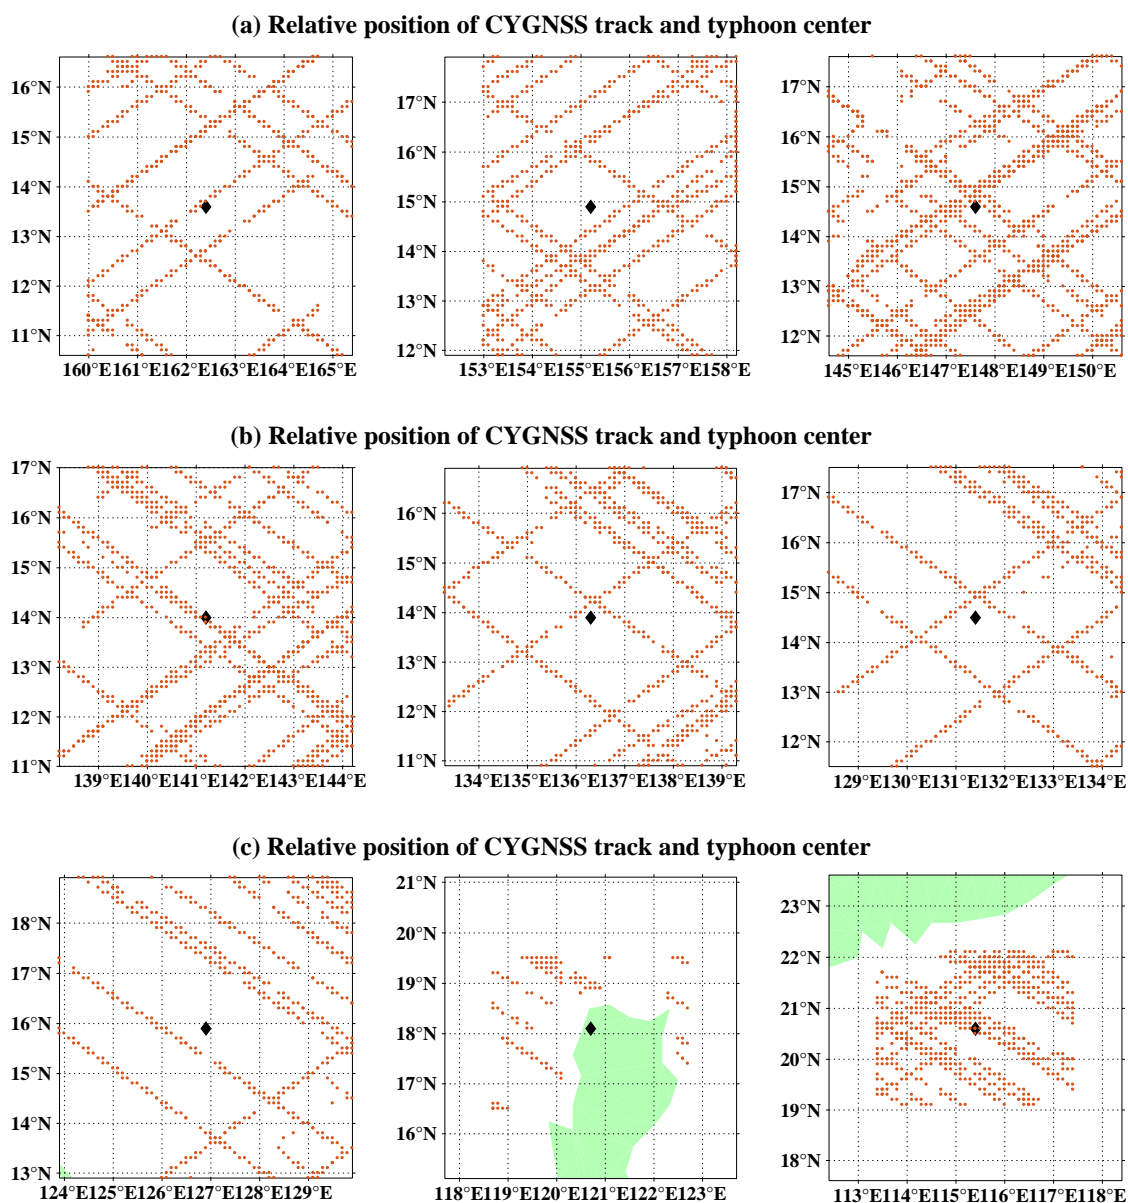 (a) Relative position of CYGNSS track and typhoon center
16°N
15°N
14°N
13°N
12°N
11°N
160°E161°E162°E163°E164°E165°E
17°N
16°N
15°N
14°N
13°N
12°N
153°E154°E155°E156°E157°E158°E
17°N
16°N
15°N
14°N
13°N
12°N
145°E146°E147°E148°E149°E150°E
(b) Relative position of CYGNSS track and typhoon center
17°N
16°N
15°N
14°N
13°N
12°N
11°N
139°E140°E141°E142°E143°E144°E
16°N
15°N
14°N
13°N
12°N
11°N
134°E135°E136°E137°E138°E139°E
17°N
16°N
15°N
14°N
13°N
12°N
129°E130°E131°E132°E133°E134°E
(c) Relative position of CYGNSS track and typhoon center
18°N
17°N
16°N
15°N
14°N
13°N
124°E125°E126°E127°E128°E129°E
21°N
20°N
19°N
18°N
17°N
16°N
118°E119°E120°E121°E122°E123°E
23°N
22°N
21°N
20°N
19°N
18°N
113°E114°E115°E116°E117°E118°E